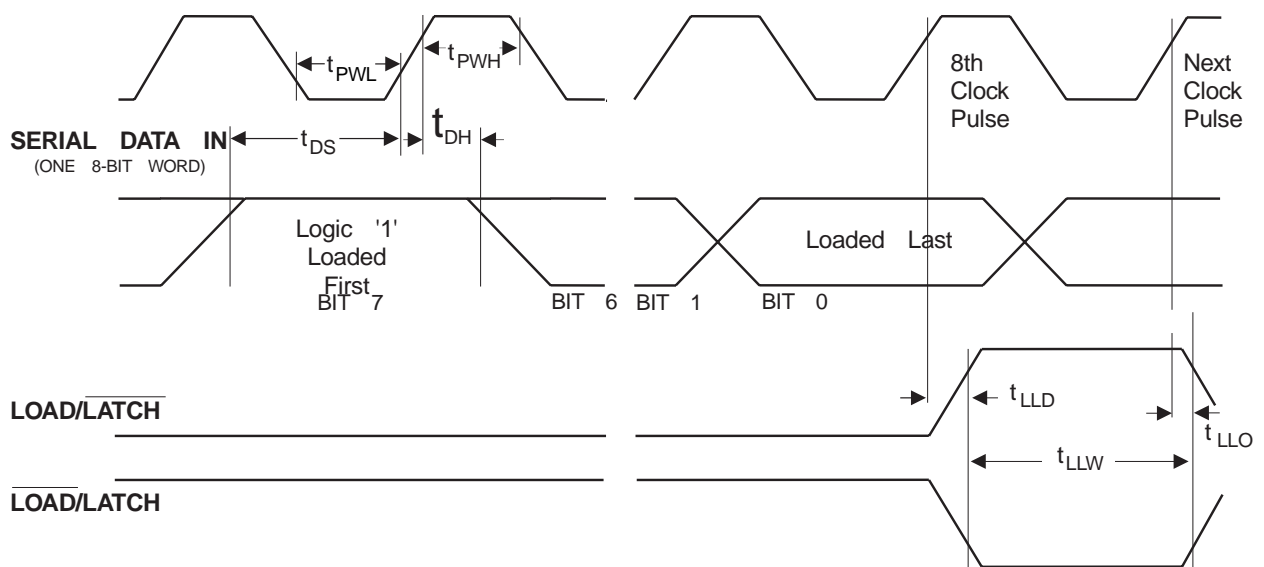 tPWL
tPWH
8th
Clock
Pulse
Next
Clock
Pulse
SERIAL DATA IN
(ONE 8-BIT WORD)
tDS
tDH
Logic '1'
Loaded
First
BIT 7
BIT 6
BIT 1
BIT 0
Loaded Last
LOAD/LATCH
tLLD
tLLO
tLLW
LOAD/LATCH